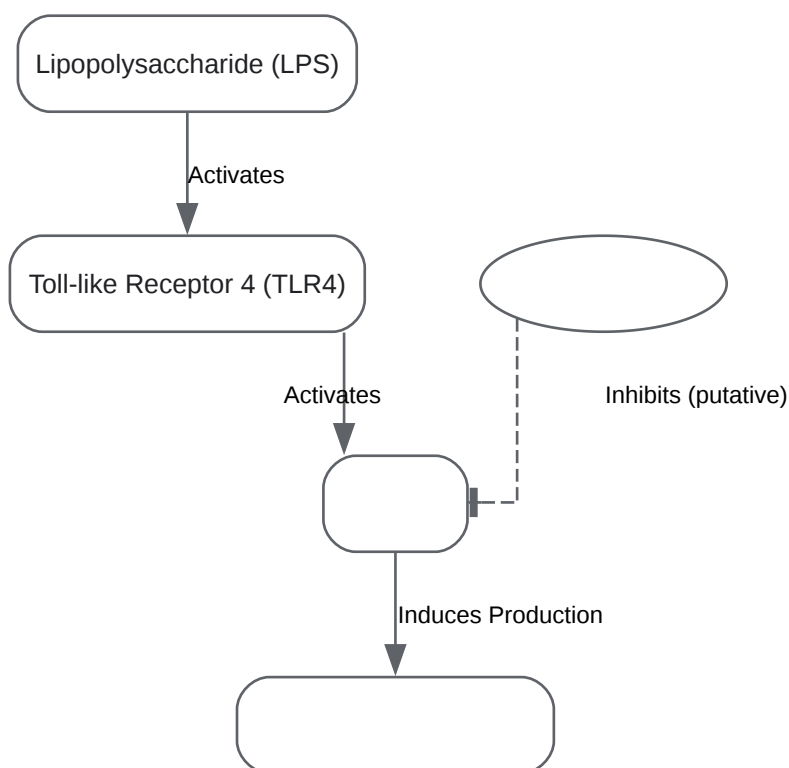 Lipopolysaccharide (LPS)
Activates
Toll-like Receptor 4 (TLR4)
Activates
Inhibits (putative)
Induces Production